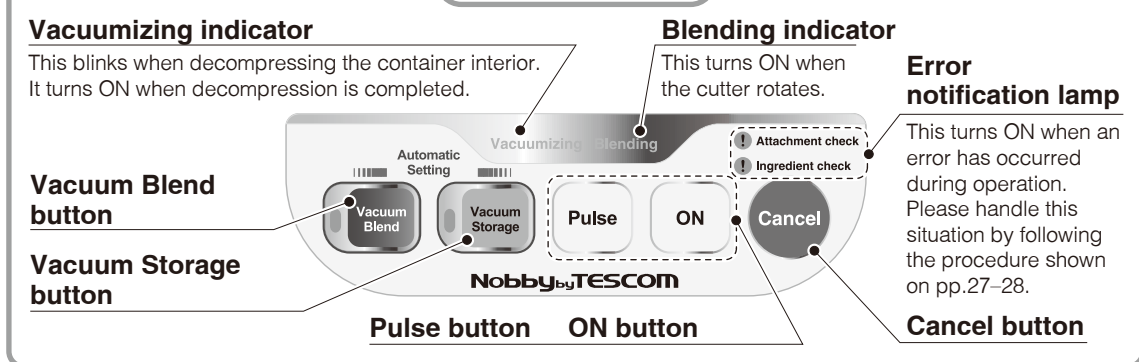 Vacuumizing indicator
This blinks when decompressing the container interior.
It turns ON when decompression is completed.
Blending indicator
This turns ON when
the cutter rotates.
Error
notification lamp
This turns ON when an
error has occurred
during operation.
Please handle this
situation by following
the procedure shown
on pp.27–28.
Vacuumizing Blending
! Attachment check
! Ingredient check
Automatic
Setting
Vacuum Blend
button
Vacuum
Blend
Vacuum
Storage
Pulse
ON
Cancel
Vacuum Storage
button
Nobby by TESCOM
Pulse button ON button
Cancel button